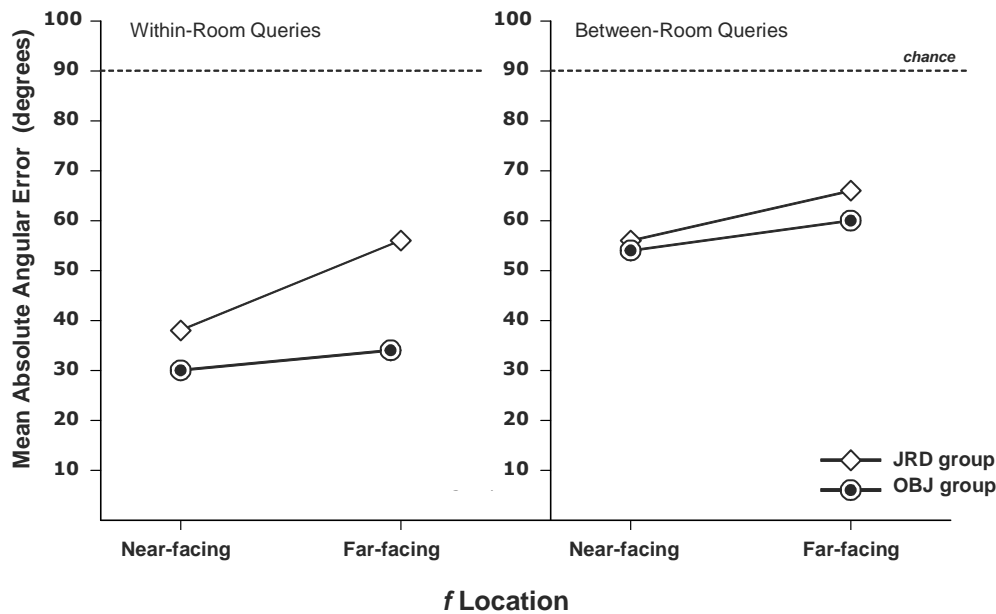 Within-Room Queries
Between-Room Queries
chance
Mean Absolute Angular Error (degrees)
100
90
80
70
60
50
40
30
20
10
100
90
80
70
60
50
40
30
20
10
JRD group
OBJ group
Near-facing
Far-facing
Near-facing
Far-facing
f Location